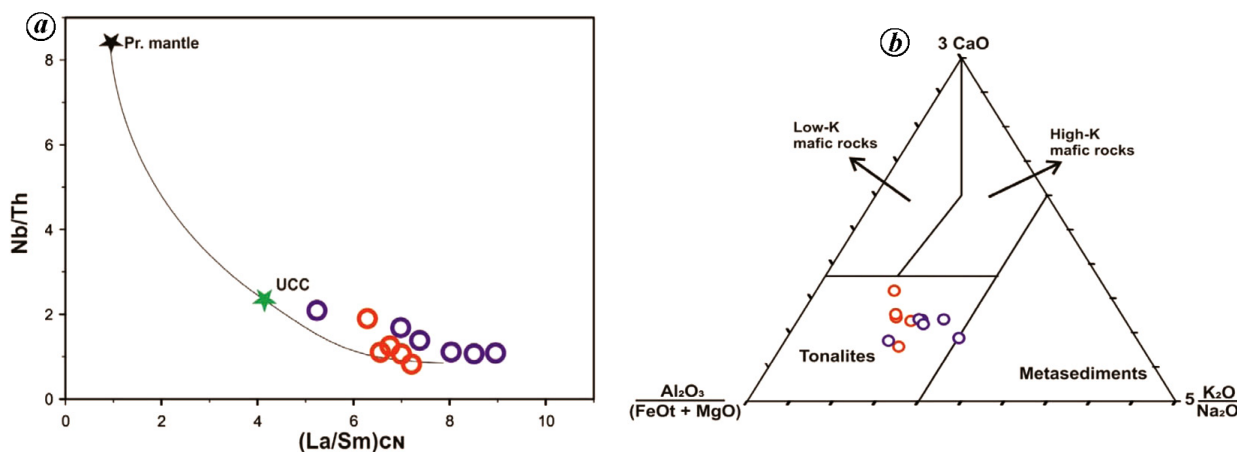 a
Pr. mantle
8
6
4
2
0
Nb/Th
UCC
0 2 4 6 8 10
(La/Sm)CN
b
3 CaO
Low-K
mafic rocks
High-K
mafic rocks
Tonalites
Metasediments
Al₂O₃
(FeOt + MgO)
5 K₂O
Na₂O